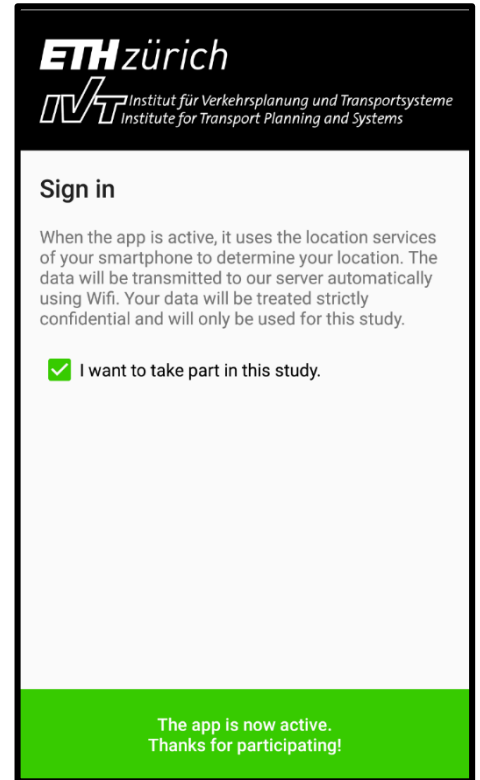 ETH zürich
IVT Institut für Verkehrsplanung und Transportsysteme
Institute for Transport Planning and Systems
Sign in
When the app is active, it uses the location services
of your smartphone to determine your location. The
data will be transmitted to our server automatically
using Wifi. Your data will be treated strictly
confidential and will only be used for this study.
I want to take part in this study.
The app is now active.
Thanks for participating!